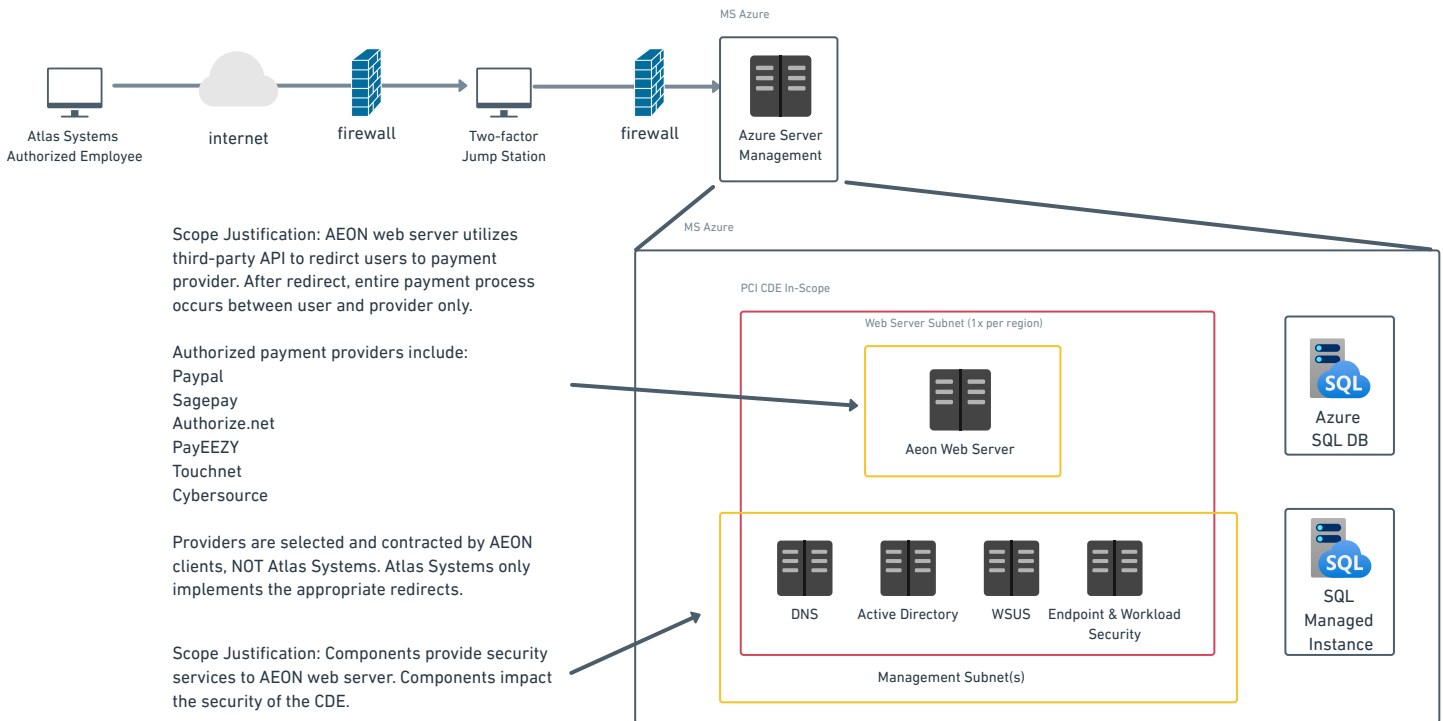 MS Azure
Atlas Systems
Authorized Employee
internet
firewall
Two-factor
Jump Station
firewall
Azure Server
Management
Scope Justification: AEON web server utilizes
third-party API to redirct users to payment
provider. After redirect, entire payment process
occurs between user and provider only.
Authorized payment providers include:
Paypal
Sagepay
Authorize.net
PayEEZY
Touchnet
Cybersource
Providers are selected and contracted by AEON
clients, NOT Atlas Systems. Atlas Systems only
implements the appropriate redirects.
Scope Justification: Components provide security
services to AEON web server. Components impact
the security of the CDE.
MS Azure
PCI CDE In-Scope
Web Server Subnet (1x per region)
Aeon Web Server
DNS
Active Directory
WSUS
Endpoint & Workload
Security
Management Subnet(s)
SQL
Azure
SQL DB
SQL
SQL
Managed
Instance